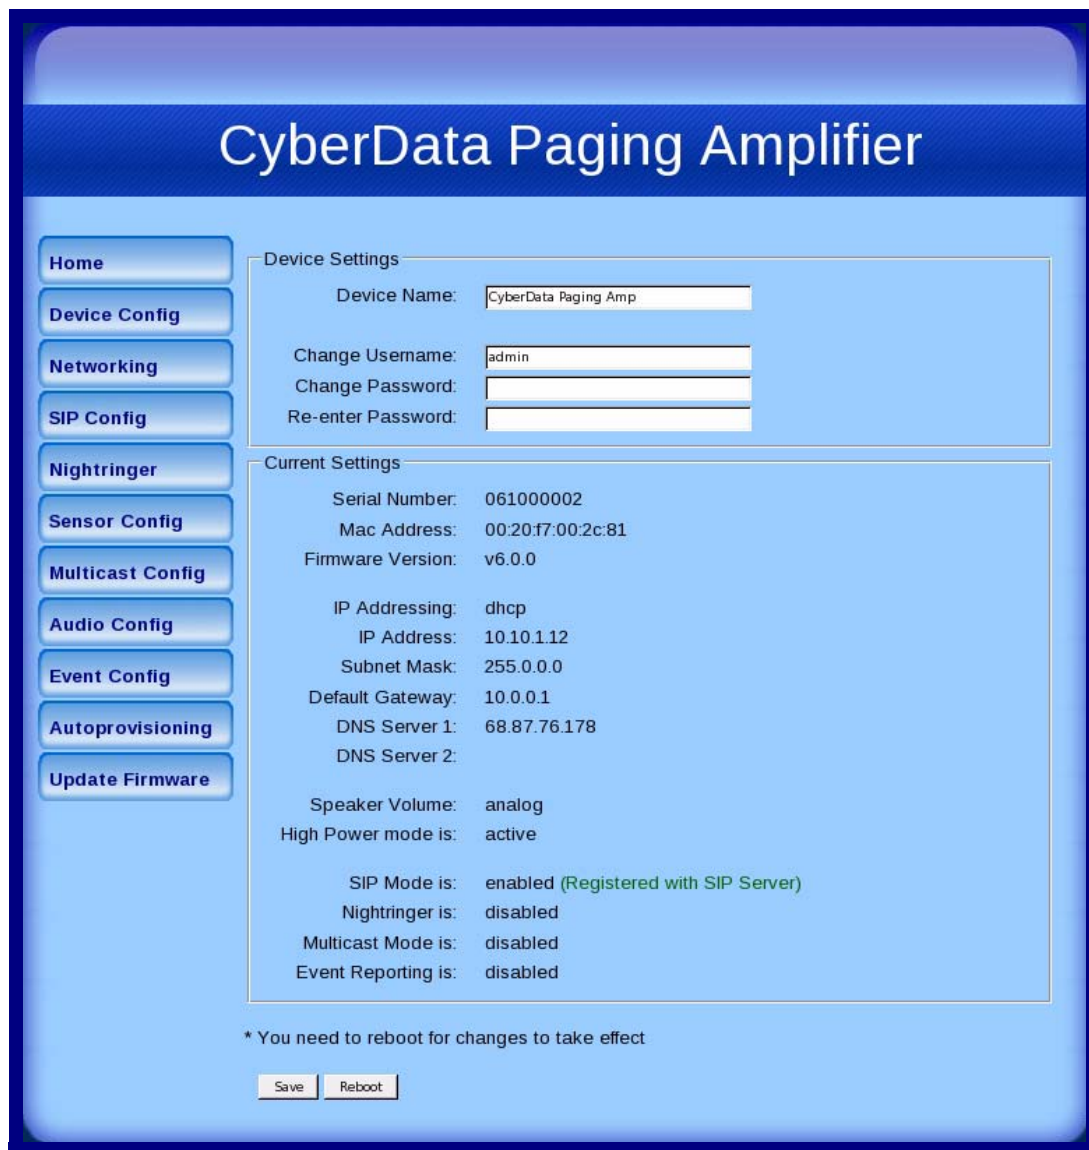 CyberData Paging Amplifier
Home
Device Config
Networking
SIP Config
Nightringer
Sensor Config
Multicast Config
Audio Config
Event Config
Autoprovisioning
Update Firmware
Device Settings
Device Name: CyberData Paging Amp
Change Username: admin
Change Password:
Re-enter Password:
Current Settings
Serial Number: 061000002
Mac Address: 00:20:f7:00:2c:81
Firmware Version: v6.0.0
IP Addressing: dhcp
IP Address: 10.10.1.12
Subnet Mask: 255.0.0.0
Default Gateway: 10.0.0.1
DNS Server 1: 68.87.76.178
DNS Server 2:
Speaker Volume: analog
High Power mode is: active
SIP Mode is: enabled (Registered with SIP Server)
Nightringer is: disabled
Multicast Mode is: disabled
Event Reporting is: disabled
* You need to reboot for changes to take effect
Save Reboot